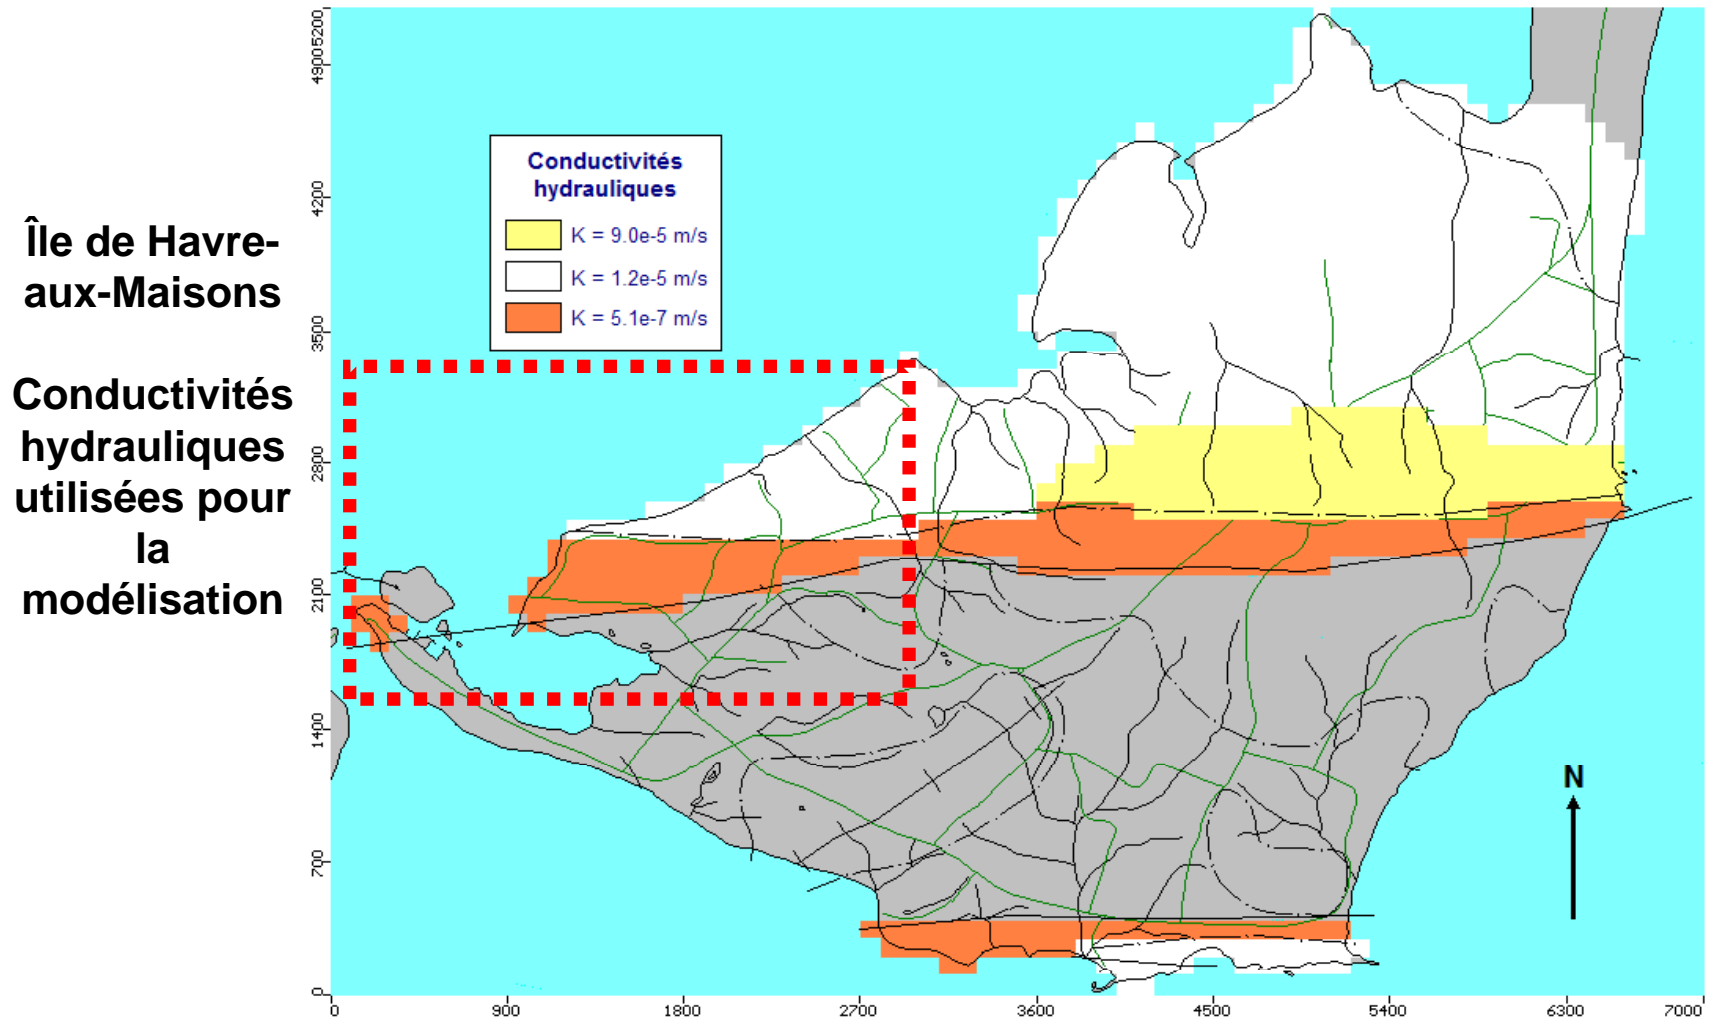 Île de Havre-
aux-Maisons
Conductivités
hydrauliques
utilisées pour
la
modélisation
Conductivités
hydrauliques
K = 9.0e-5 m/s
K = 1.2e-5 m/s
K = 5.1e-7 m/s
N
5200
4900
4200
3500
2800
2100
1400
700
0
0 900 1800 2700 3600 4500 5400 6300 7000